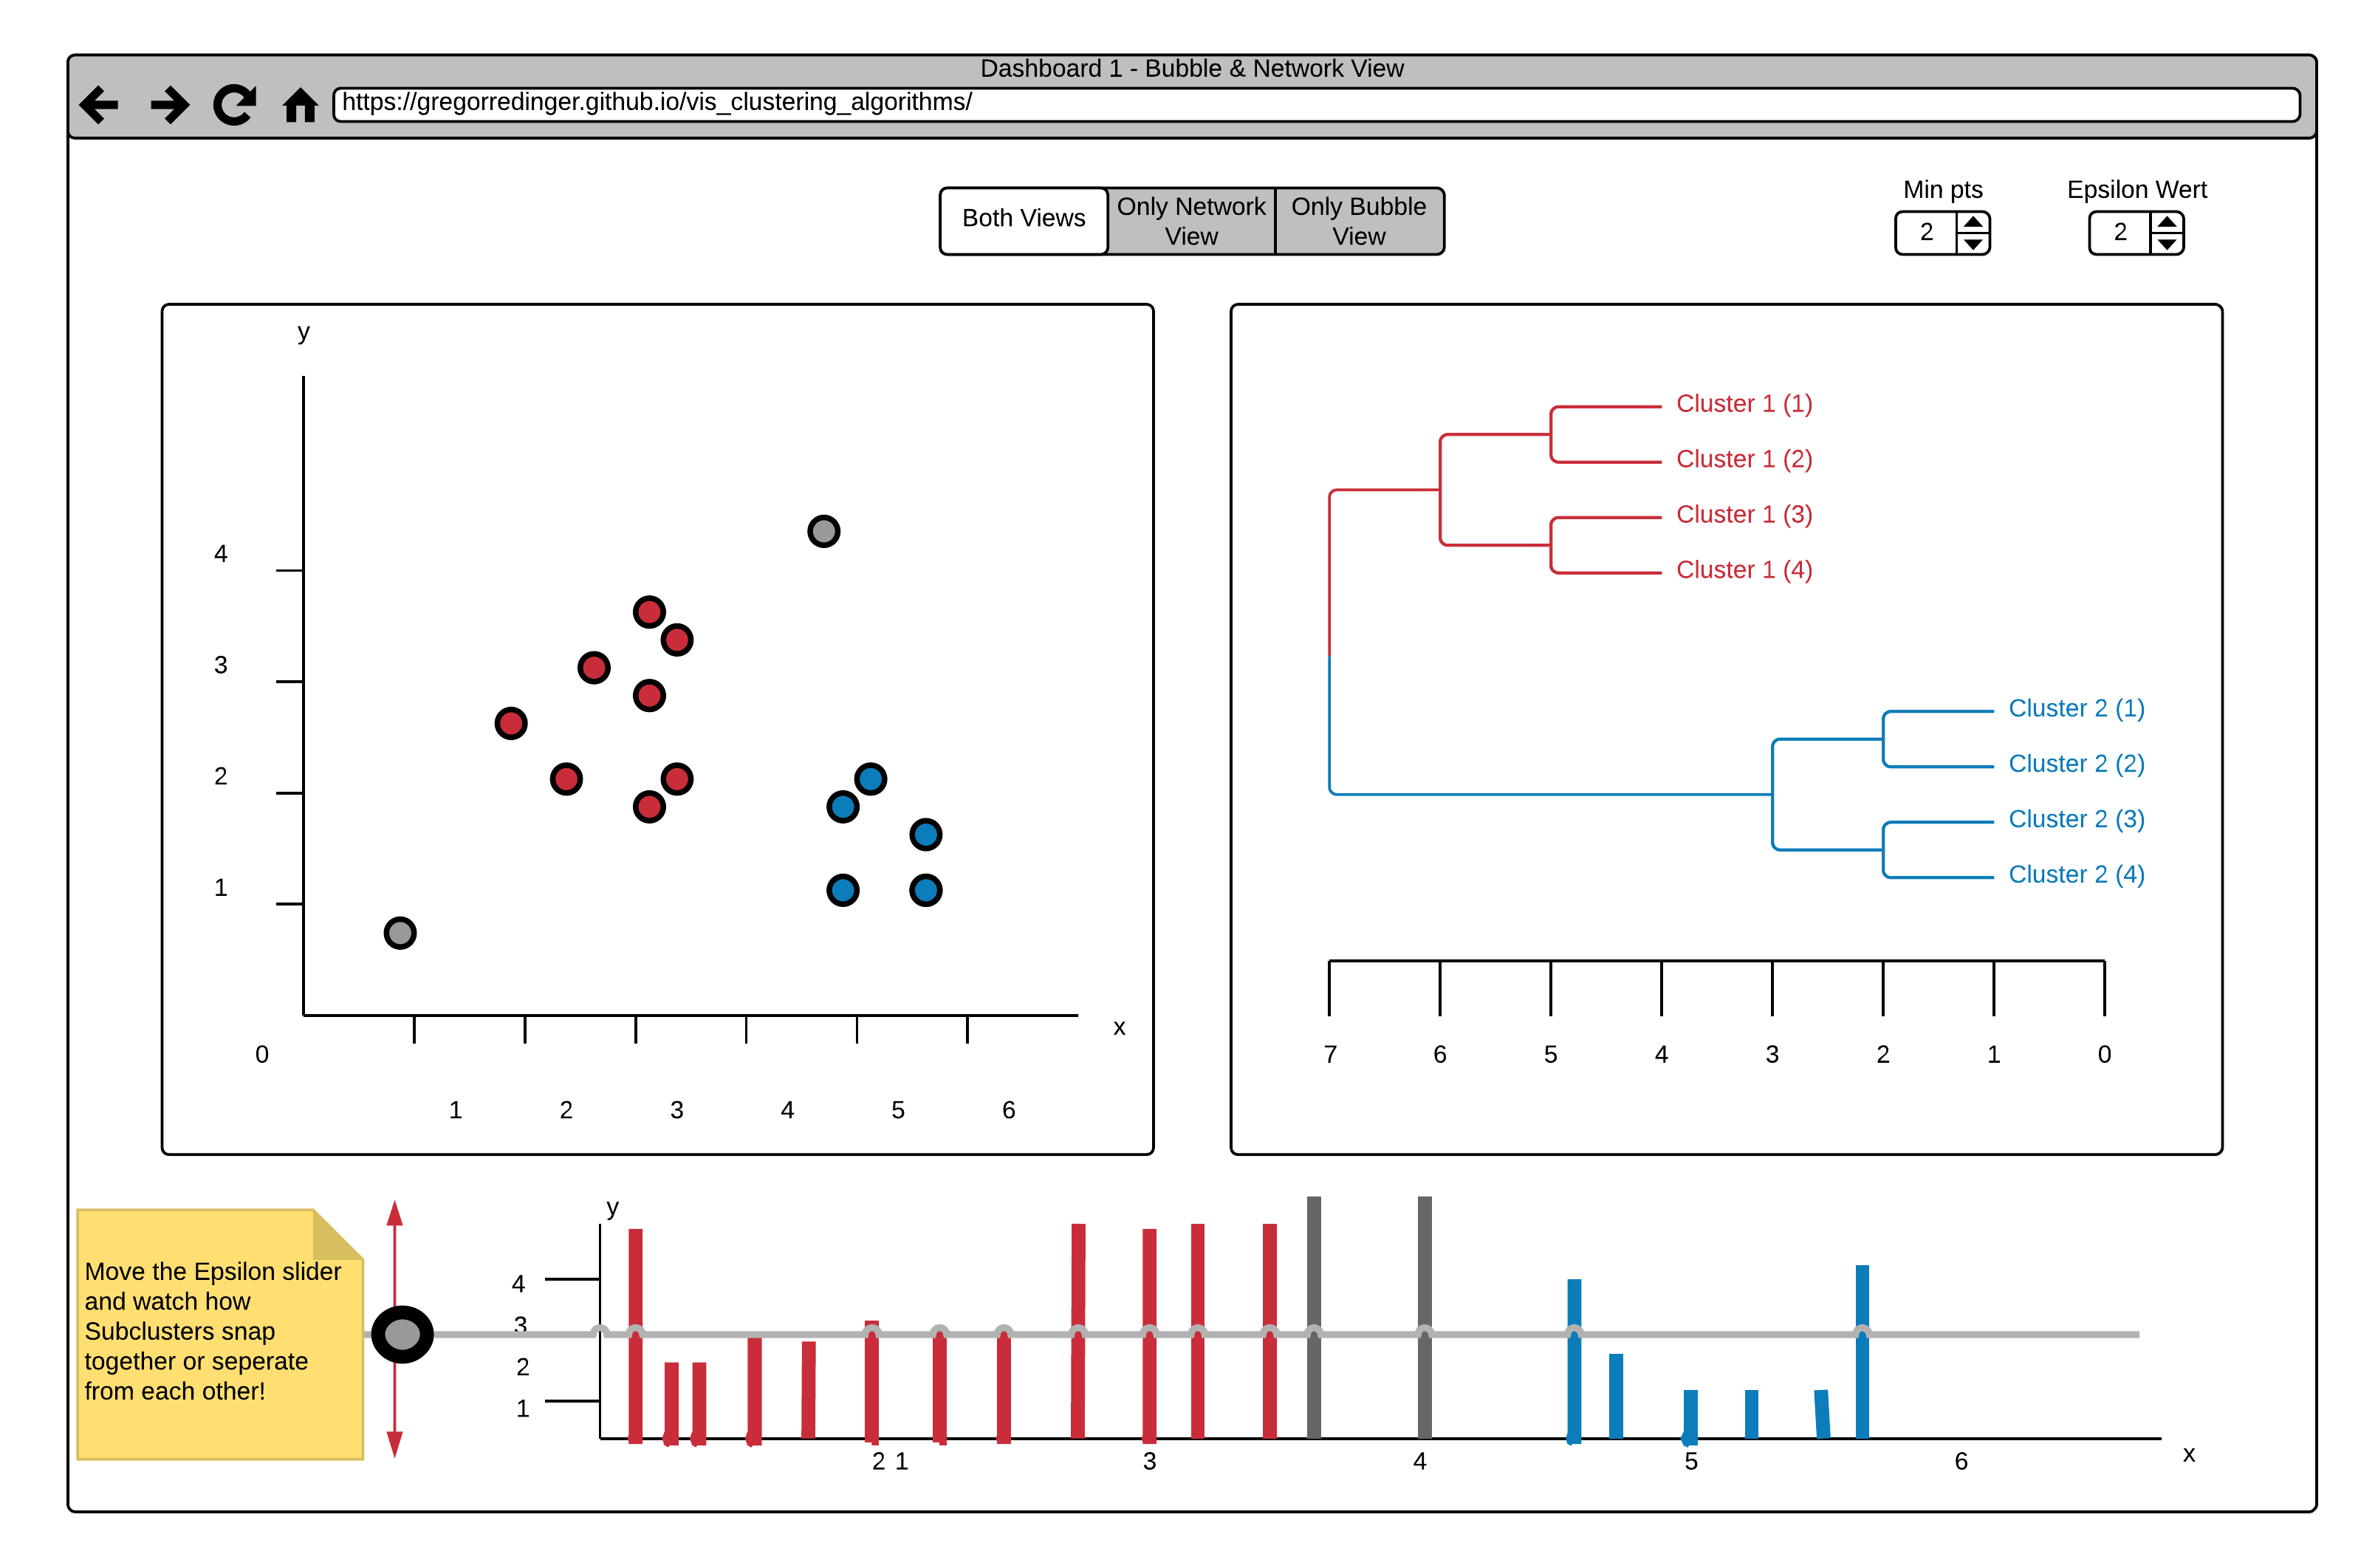 Dashboard 1 - Bubble & Network View
https://gregorredinger.github.io/vis_clustering_algorithms/
Both Views
Only Network
View
Only Bubble
View
Min pts
2
Epsilon Wert
2
y
4
3
2
1
0
x
1 2 3 4 5 6
Cluster 1 (1)
Cluster 1 (2)
Cluster 1 (3)
Cluster 1 (4)
Cluster 2 (1)
Cluster 2 (2)
Cluster 2 (3)
Cluster 2 (4)
7 6 5 4 3 2 1 0
Move the Epsilon slider
and watch how
Subclusters snap
together or seperate
from each other!
y
4
3
2
1
2 1 3 4 5 6
x